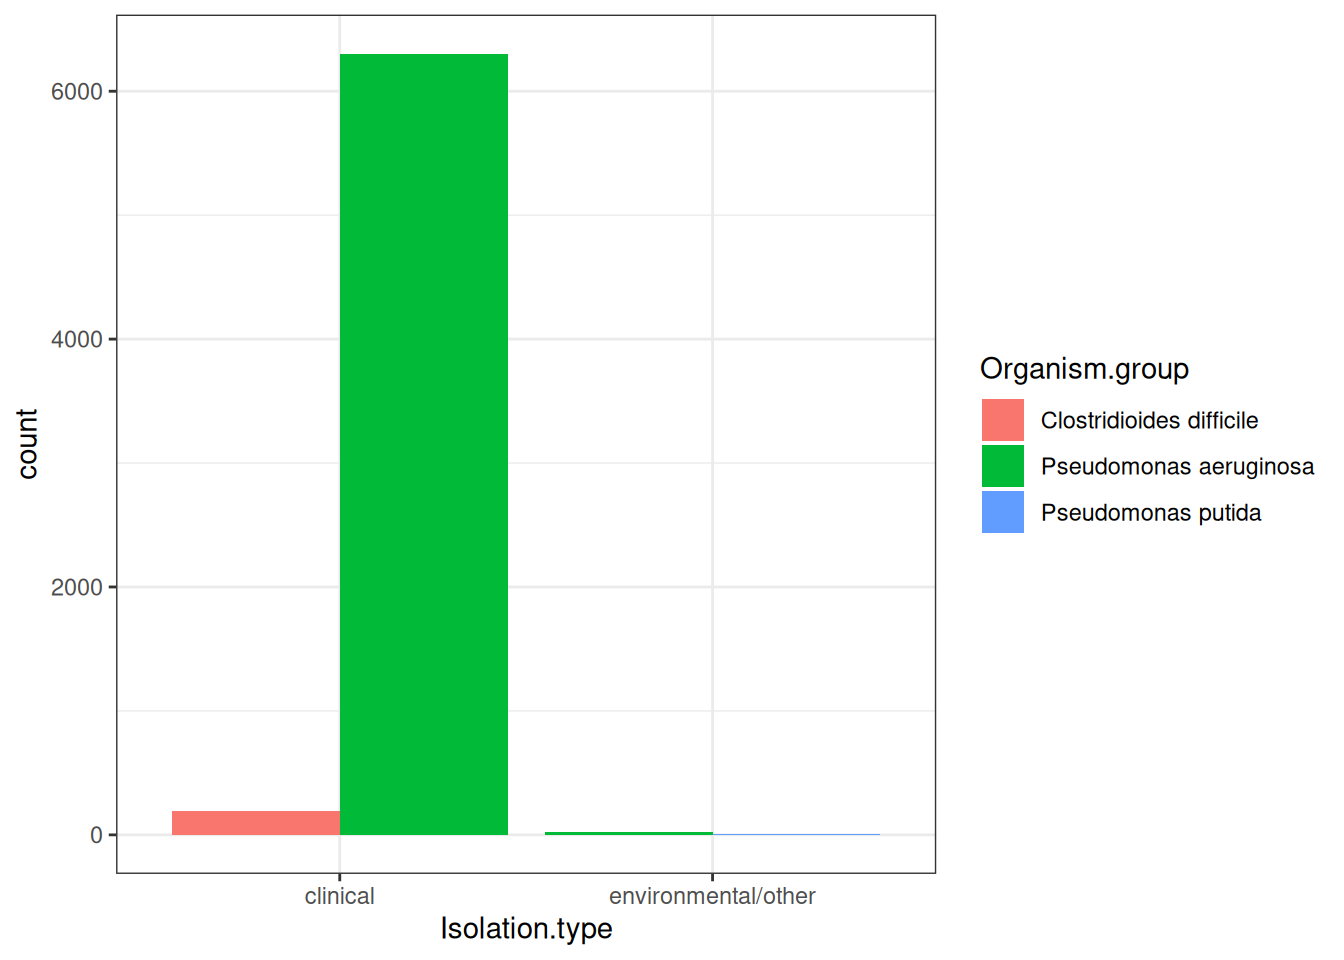 6000
4000
2000
0
count
clinical
environmental/other
Isolation.type
Organism.group
Clostridioides difficile
Pseudomonas aeruginosa
Pseudomonas putida